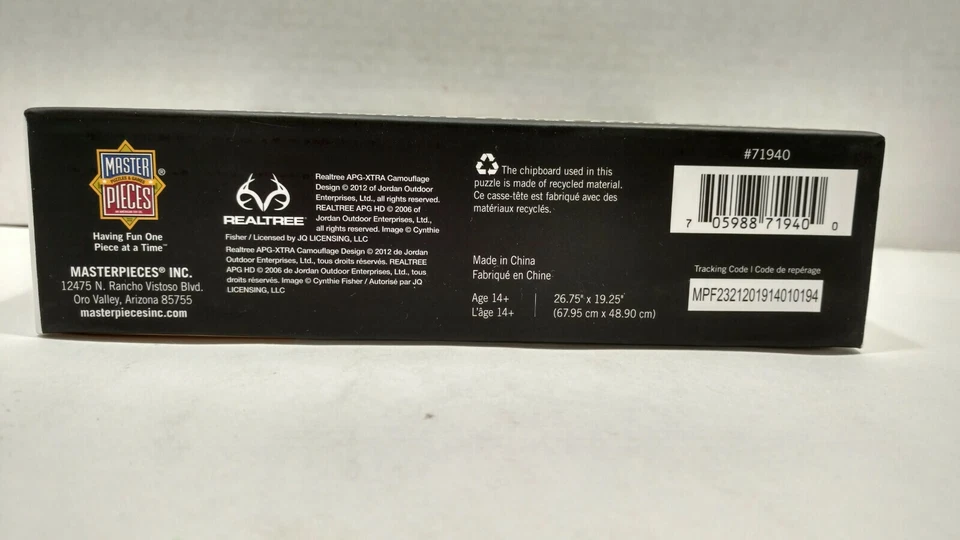 MASTER
PUZZLES & GAMES
PIECES
®
Having Fun One
Piece at a Time™
MASTERPIECES® INC.
12475 N. Rancho Vistoso Blvd.
Oro Valley, Arizona 85755
masterpiecesinc.com
REALTREE
Realtree APG-XTRA Camouflage
Design © 2012 of Jordan Outdoor
Enterprises, Ltd., all rights reserved.
REALTREE APG HD © 2006 of
Jordan Outdoor Enterprises, Ltd.,
all rights reserved. Image © Cynthie
Fisher / Licensed by JQ LICENSING, LLC
Realtree APG-XTRA Camouflage Design © 2012 de Jordan
Outdoor Enterprises, Ltd., tous droits réservés. REALTREE
APG HD © 2006 de Jordan Outdoor Enterprises, Ltd., tous
droits réservés. Image © Cynthie Fisher / Autorisé par JQ
LICENSING, LLC
The chipboard used in this
puzzle is made of recycled material.
Ce casse-tête est fabriqué avec des
matériaux recyclés.
Made in China
Fabriqué en Chine
Age 14+
L'âge 14+
26.75" x 19.25"
(67.95 cm x 48.90 cm)
#71940
7 05988 71940 0
Tracking Code I Code de repérage
MPF2321201914010194